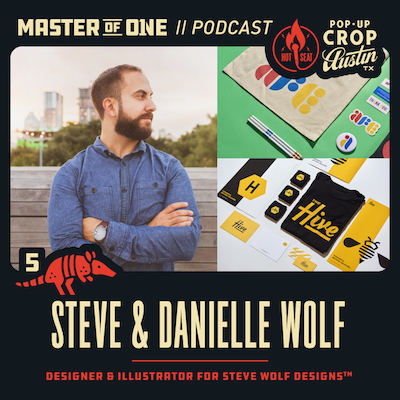 MASTER OF ONE // PODCAST
HOT SEAT
POP-UP
CROP
Austin
TX
H
Hive
Hive
5
STEVE & DANIELLE WOLF
DESIGNER & ILLUSTRATOR FOR STEVE WOLF DESIGNS™